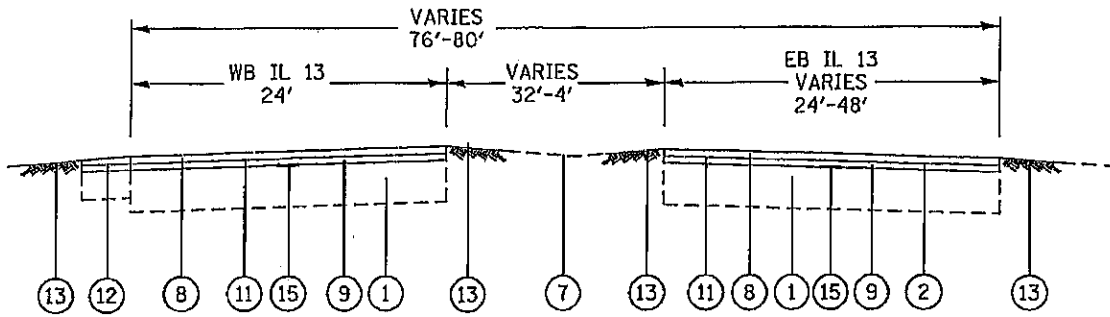 VARIES
76'-80'
WB IL 13
24'
VARIES
32'-4'
EB IL 13
VARIES
24'-48'
13 12 8 11 15 9 1 13 7 13 11 8 1 15 9 2 13